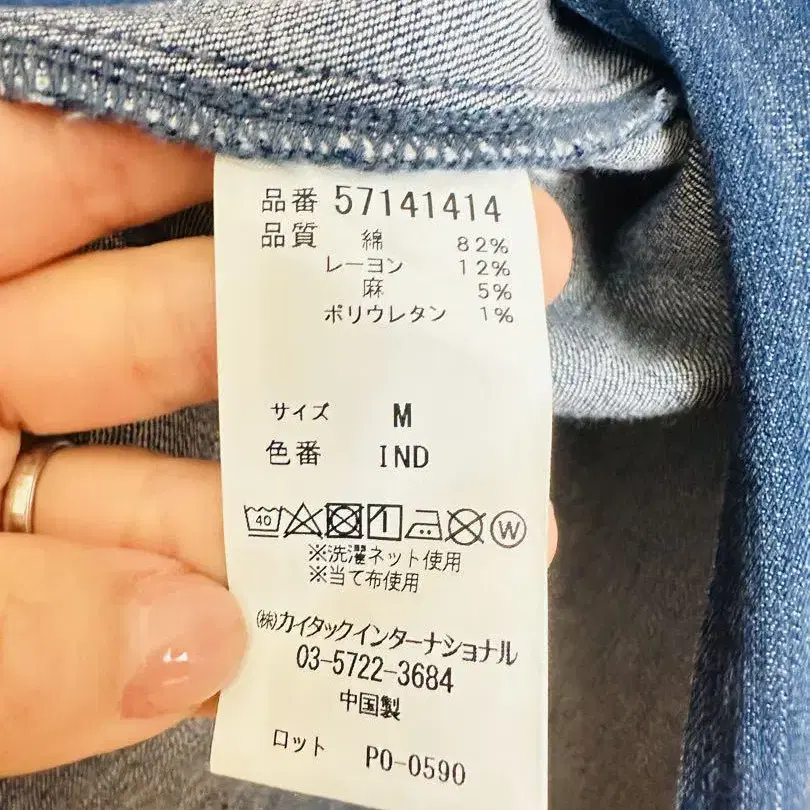 品番 57141414
品質 綿 82%
レーヨン 12%
麻 5%
ポリウレタン 1%
サイズ M
色番 IND
40 W
※洗濯ネット使用
※当て布使用
(株)カイタックインターナショナル
03-5722-3684
中国製
ロット PO-0590